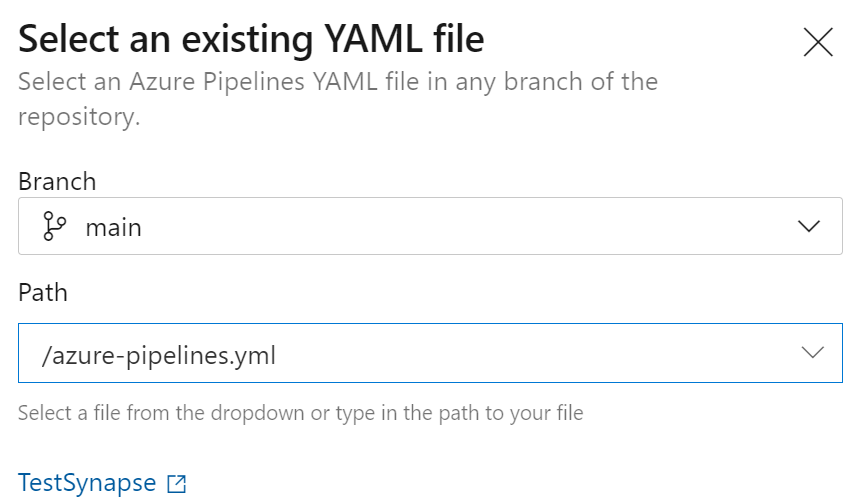 Select an existing YAML file
Select an Azure Pipelines YAML file in any branch of the
repository.
Branch
main
Path
/azure-pipelines.yml
Select a file from the dropdown or type in the path to your file
TestSynapse